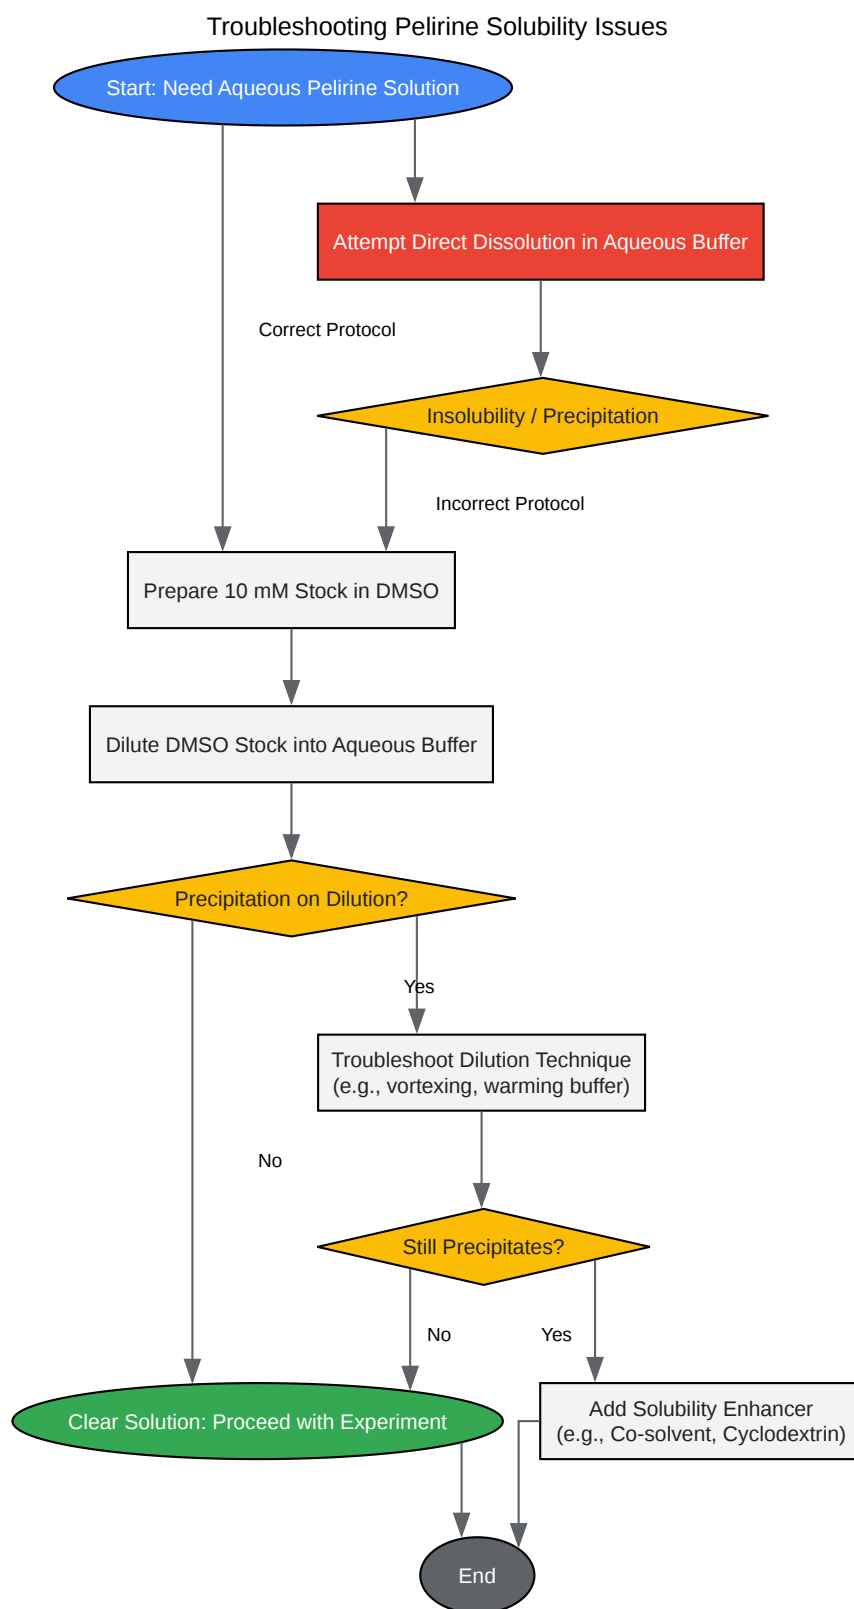 Troubleshooting Pelirine Solubility Issues
Start: Need Aqueous Pelirine Solution
Attempt Direct Dissolution in Aqueous Buffer
Correct Protocol
Insolubility / Precipitation
Incorrect Protocol
Prepare 10 mM Stock in DMSO
Dilute DMSO Stock into Aqueous Buffer
Precipitation on Dilution?
Yes
Troubleshoot Dilution Technique
(e.g., vortexing, warming buffer)
No
Still Precipitates?
No
Yes
Clear Solution: Proceed with Experiment
Add Solubility Enhancer
(e.g., Co-solvent, Cyclodextrin)
End